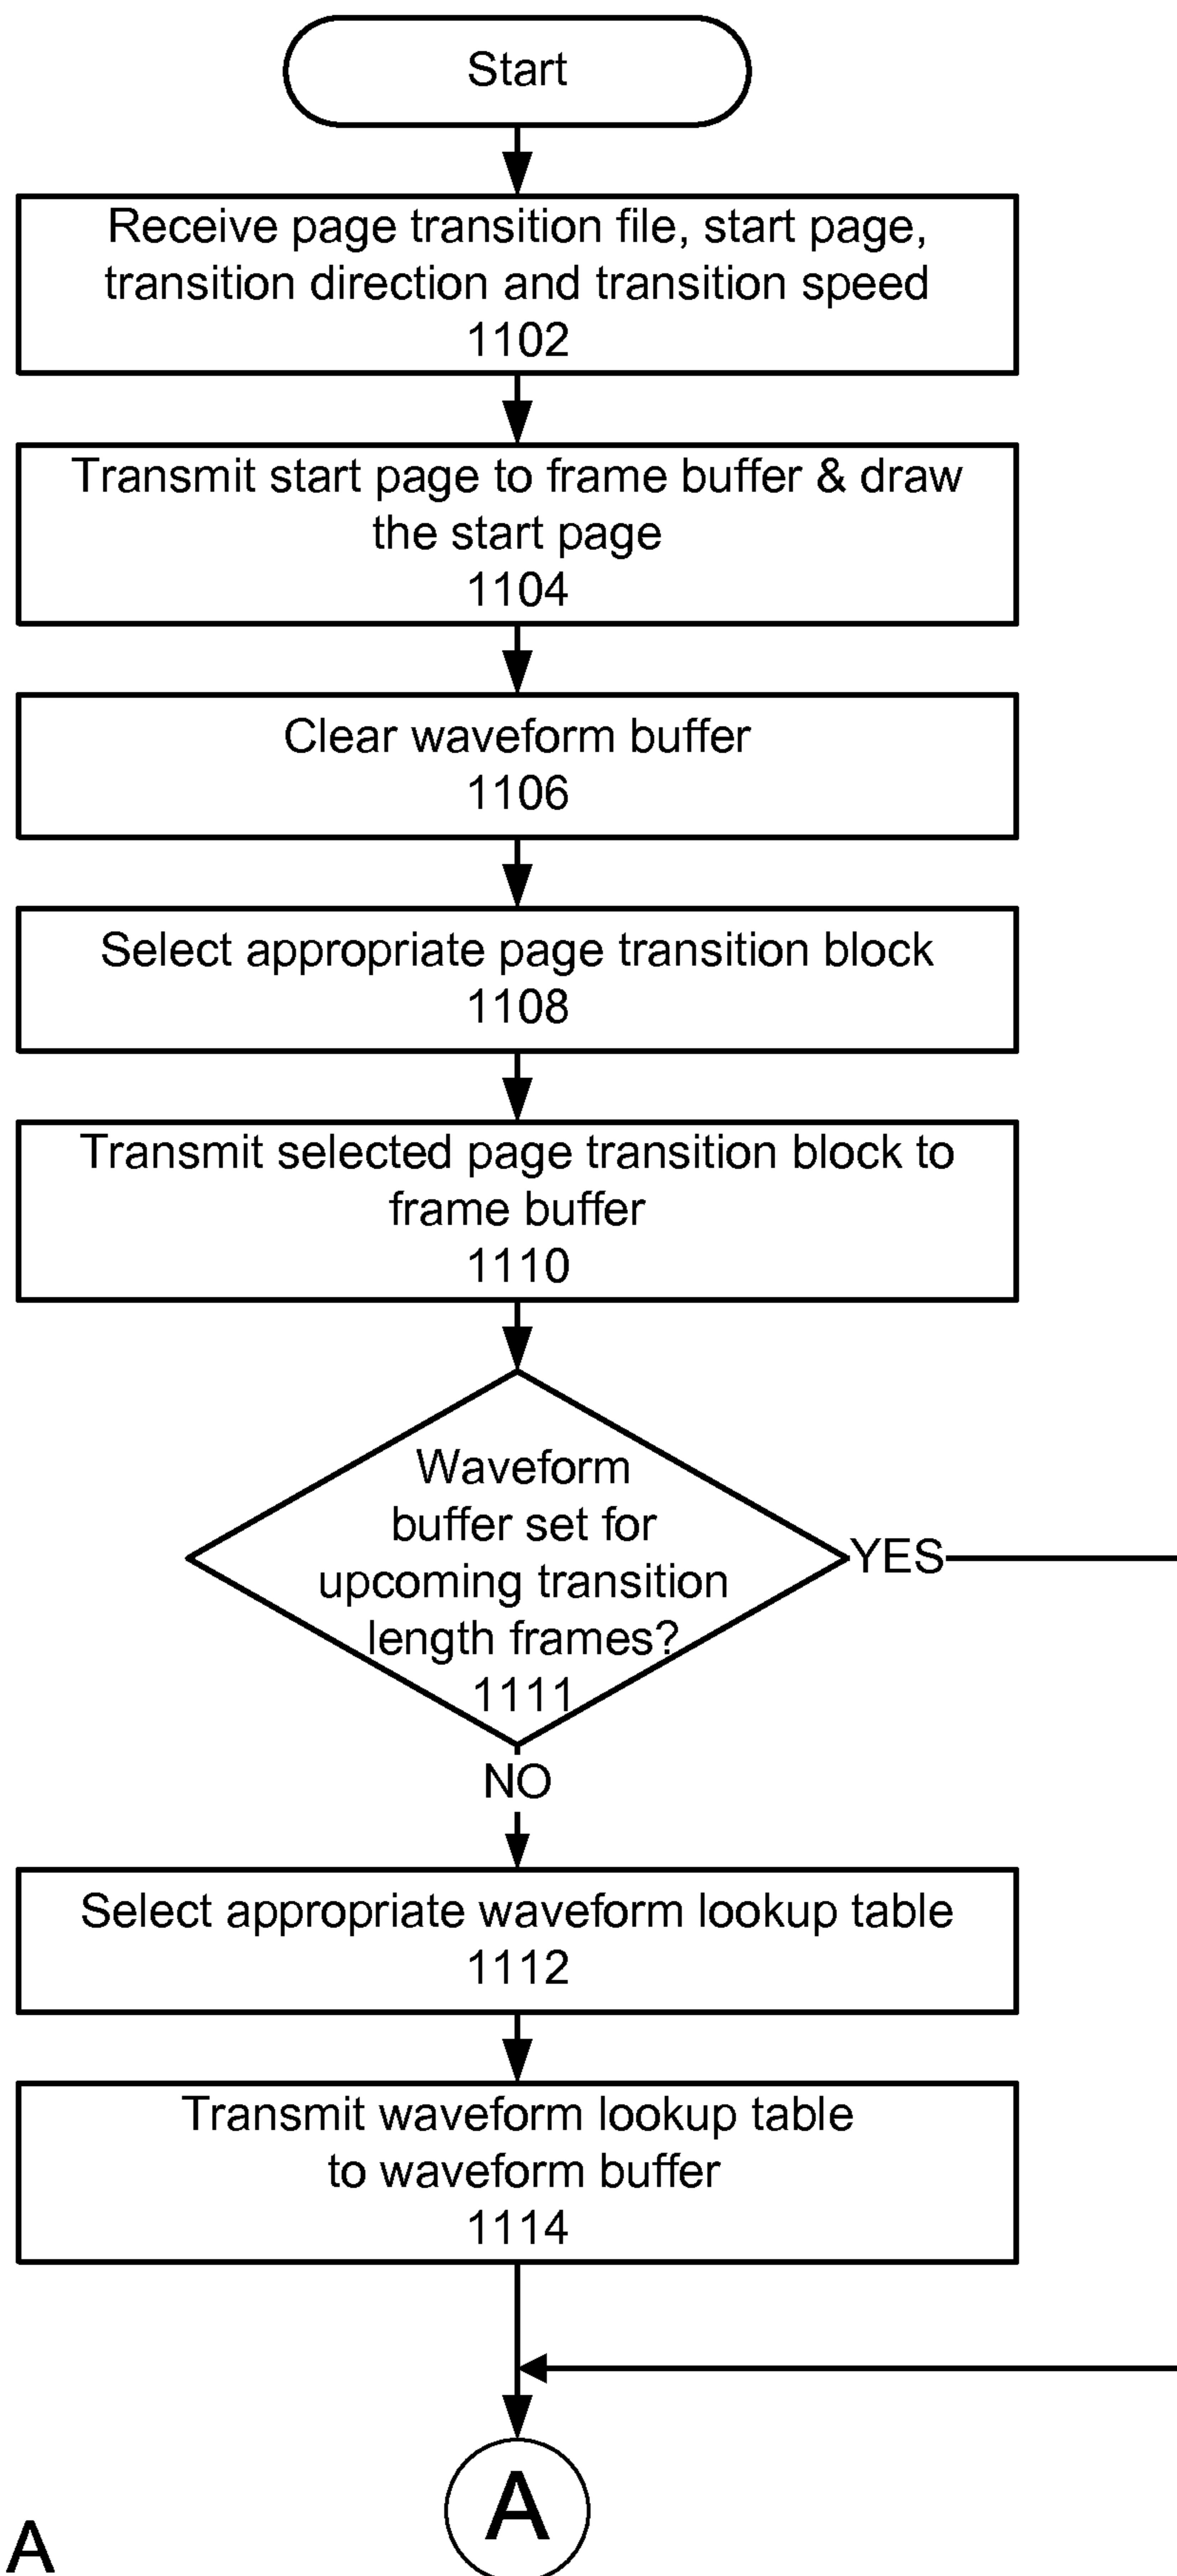 Start
Receive page transition file, start page,
transition direction and transition speed
1102
Transmit start page to frame buffer & draw
the start page
1104
Clear waveform buffer
1106
Select appropriate page transition block
1108
Transmit selected page transition block to
frame buffer
1110
Waveform
buffer set for
upcoming transition
length frames?
1111
YES
NO
Select appropriate waveform lookup table
1112
Transmit waveform lookup table
to waveform buffer
1114
A
A